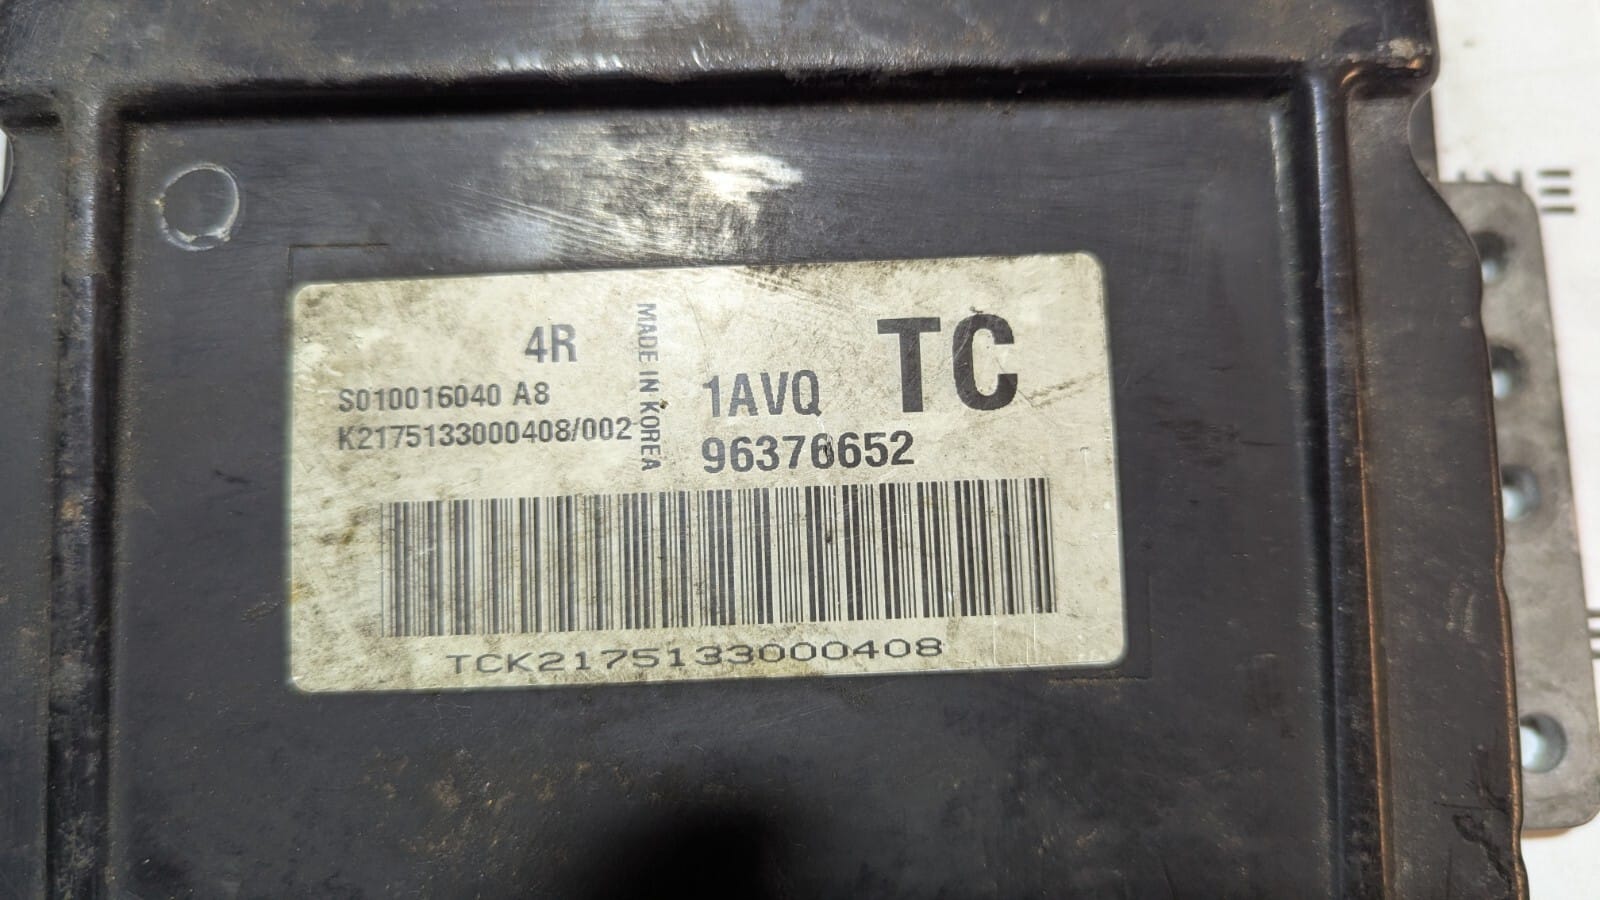 4R
S010016040 A8
K2175133000408/002
MADE IN KOREA
TC
1AVQ
96376652
TCK2175133000408